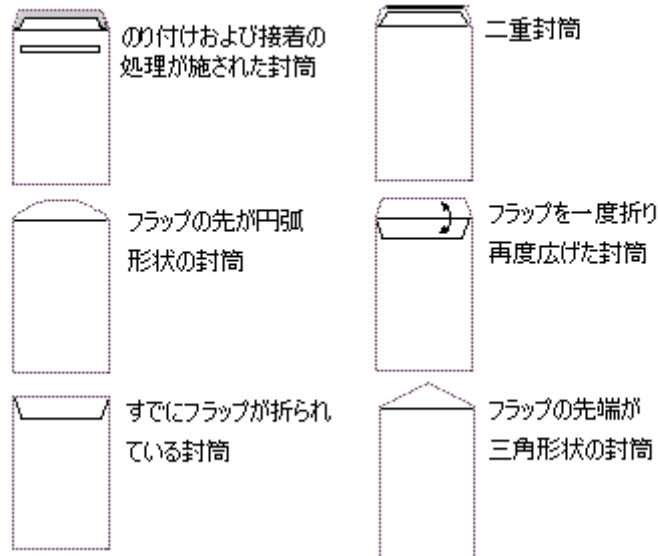 のり付けおよび接着の
処理が施された封筒
二重封筒
フラップの先が円弧
形状の封筒
フラップを一度折り
再度広げた封筒
すでにフラップが折られ
ている封筒
フラップの先端が
三角形状の封筒